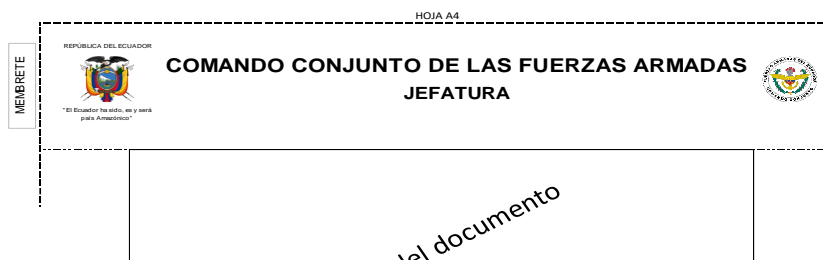 HOJA A4
MEMBRETE
REPÚBLICA DEL ECUADOR
"El Ecuador ha sido, es y será
país Amazónico"
COMANDO CONJUNTO DE LAS FUERZAS ARMADAS
JEFATURA
del documento